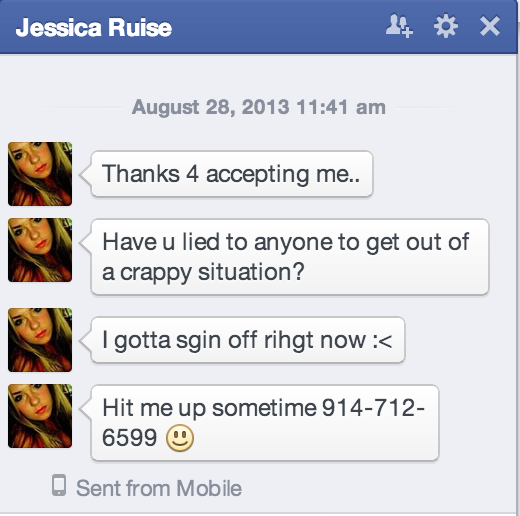 Jessica Ruise
August 28, 2013 11:41 am
Thanks 4 accepting me..
Have u lied to anyone to get out of
a crappy situation?
I gotta sgin off rihgt now :<
Hit me up sometime 914-712-
6599 🙂
Sent from Mobile